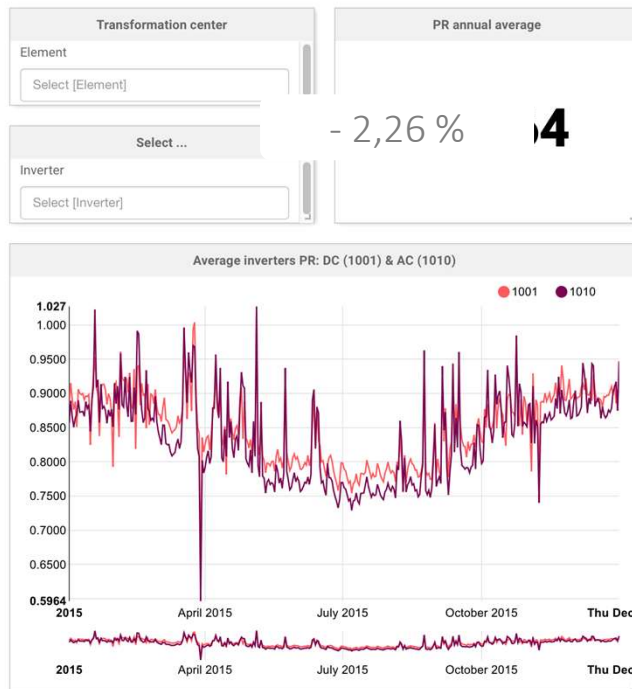 Transformation center
PR annual average
Element
Select [Element]
- 2,26 %
4
Select ...
Inverter
Select [Inverter]
Average inverters PR: DC (1001) & AC (1010)
1001
1010
1.027
1.000
0.9500
0.9000
0.8500
0.8000
0.7500
0.7000
0.6500
0.5964
2015
April 2015
July 2015
October 2015
Thu Dec
2015
April 2015
July 2015
October 2015
Thu Dec